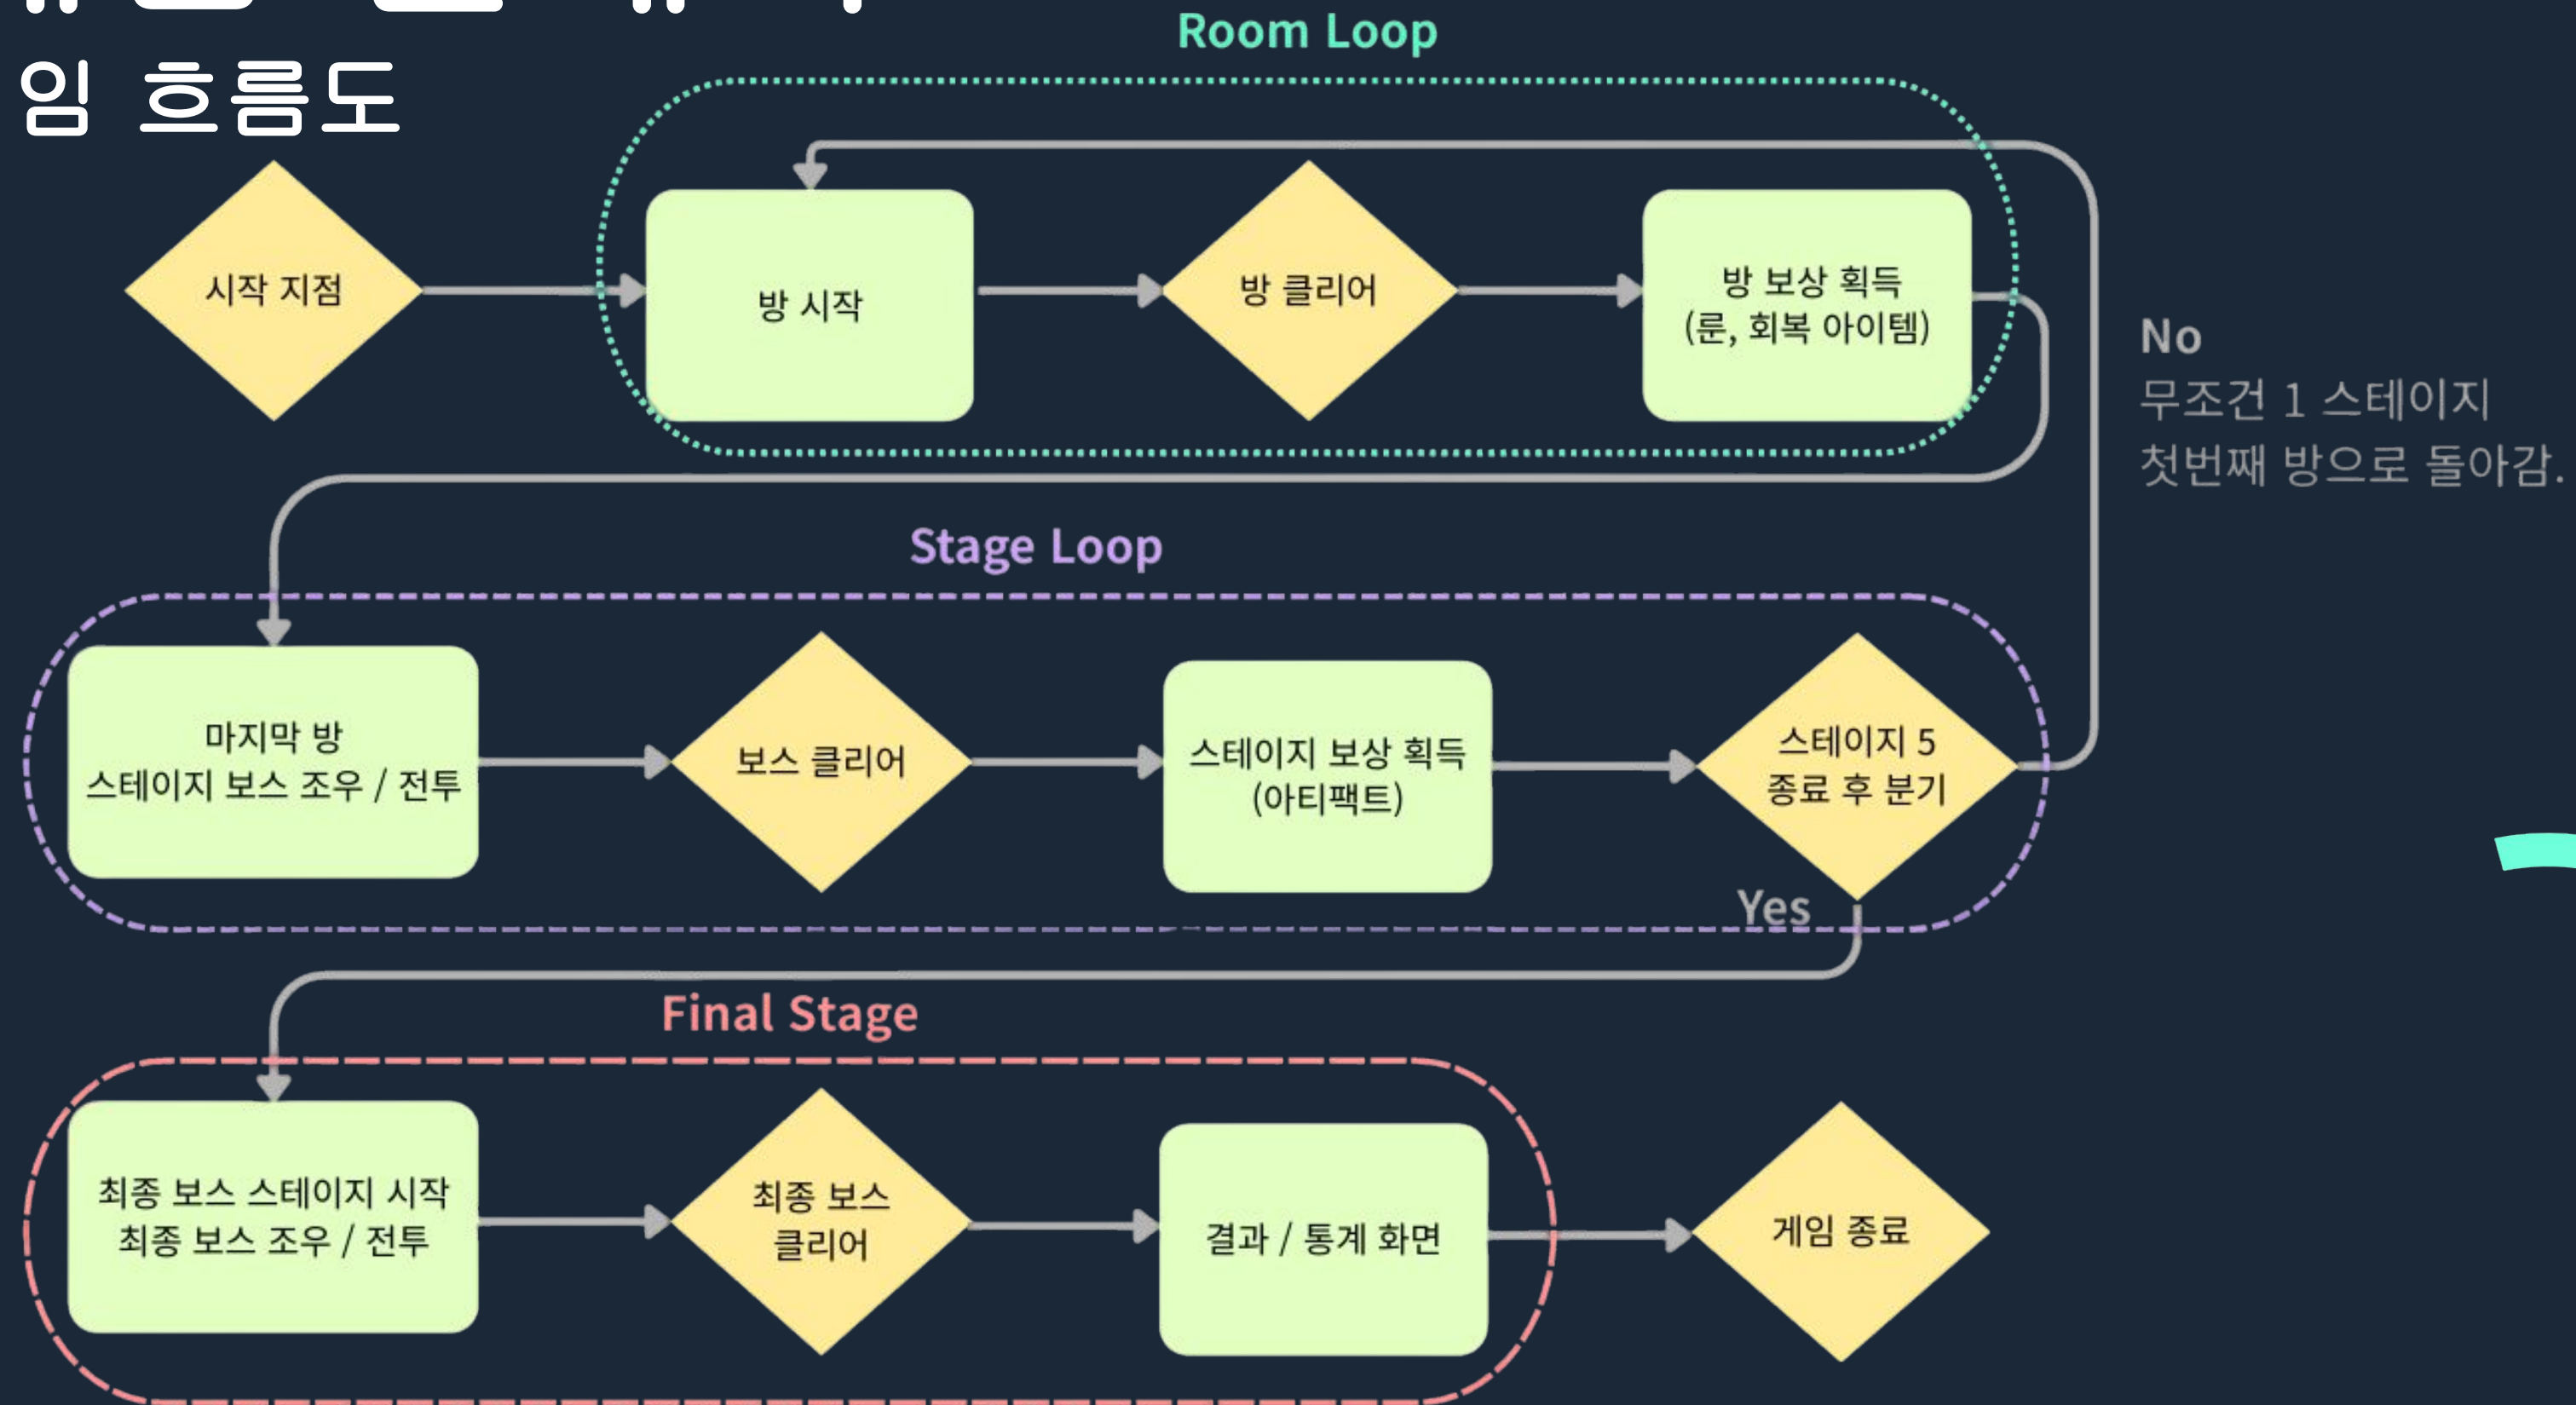 임 흐름도
Room Loop
시작 지점
방 시작
방 클리어
방 보상 획득
(룬, 회복 아이템)
No
무조건 1 스테이지
첫번째 방으로 돌아감.
Stage Loop
마지막 방
스테이지 보스 조우 / 전투
보스 클리어
스테이지 보상 획득
(아티팩트)
스테이지 5
종료 후 분기
Yes
Final Stage
최종 보스 스테이지 시작
최종 보스 조우 / 전투
최종 보스
클리어
결과 / 통계 화면
게임 종료